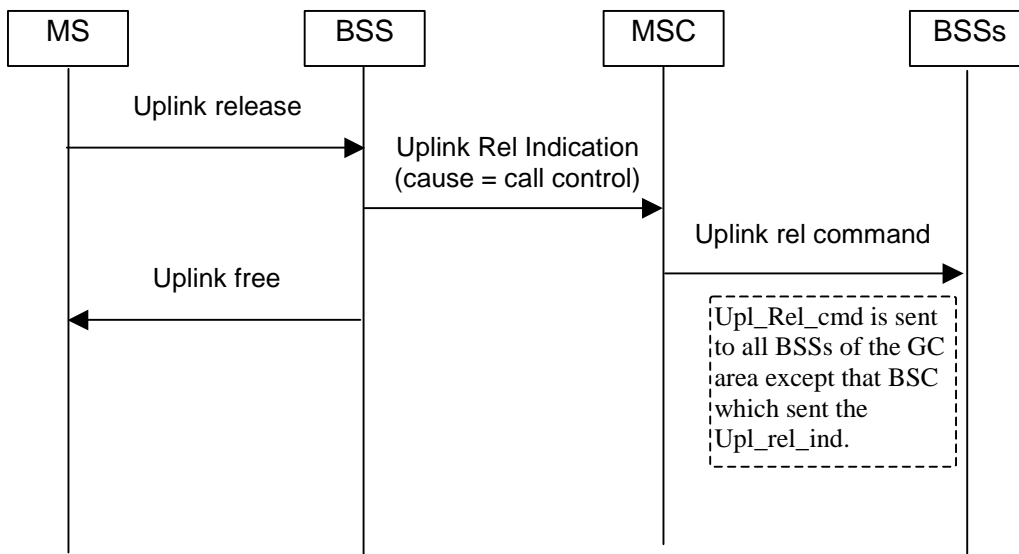 MS
BSS
MSC
BSSs
Uplink release
Uplink Rel Indication
(cause = call control)
Uplink rel command
Uplink free
Upl_Rel_cmd is sent
to all BSSs of the GC
area except that BSC
which sent the
Upl_rel_ind.